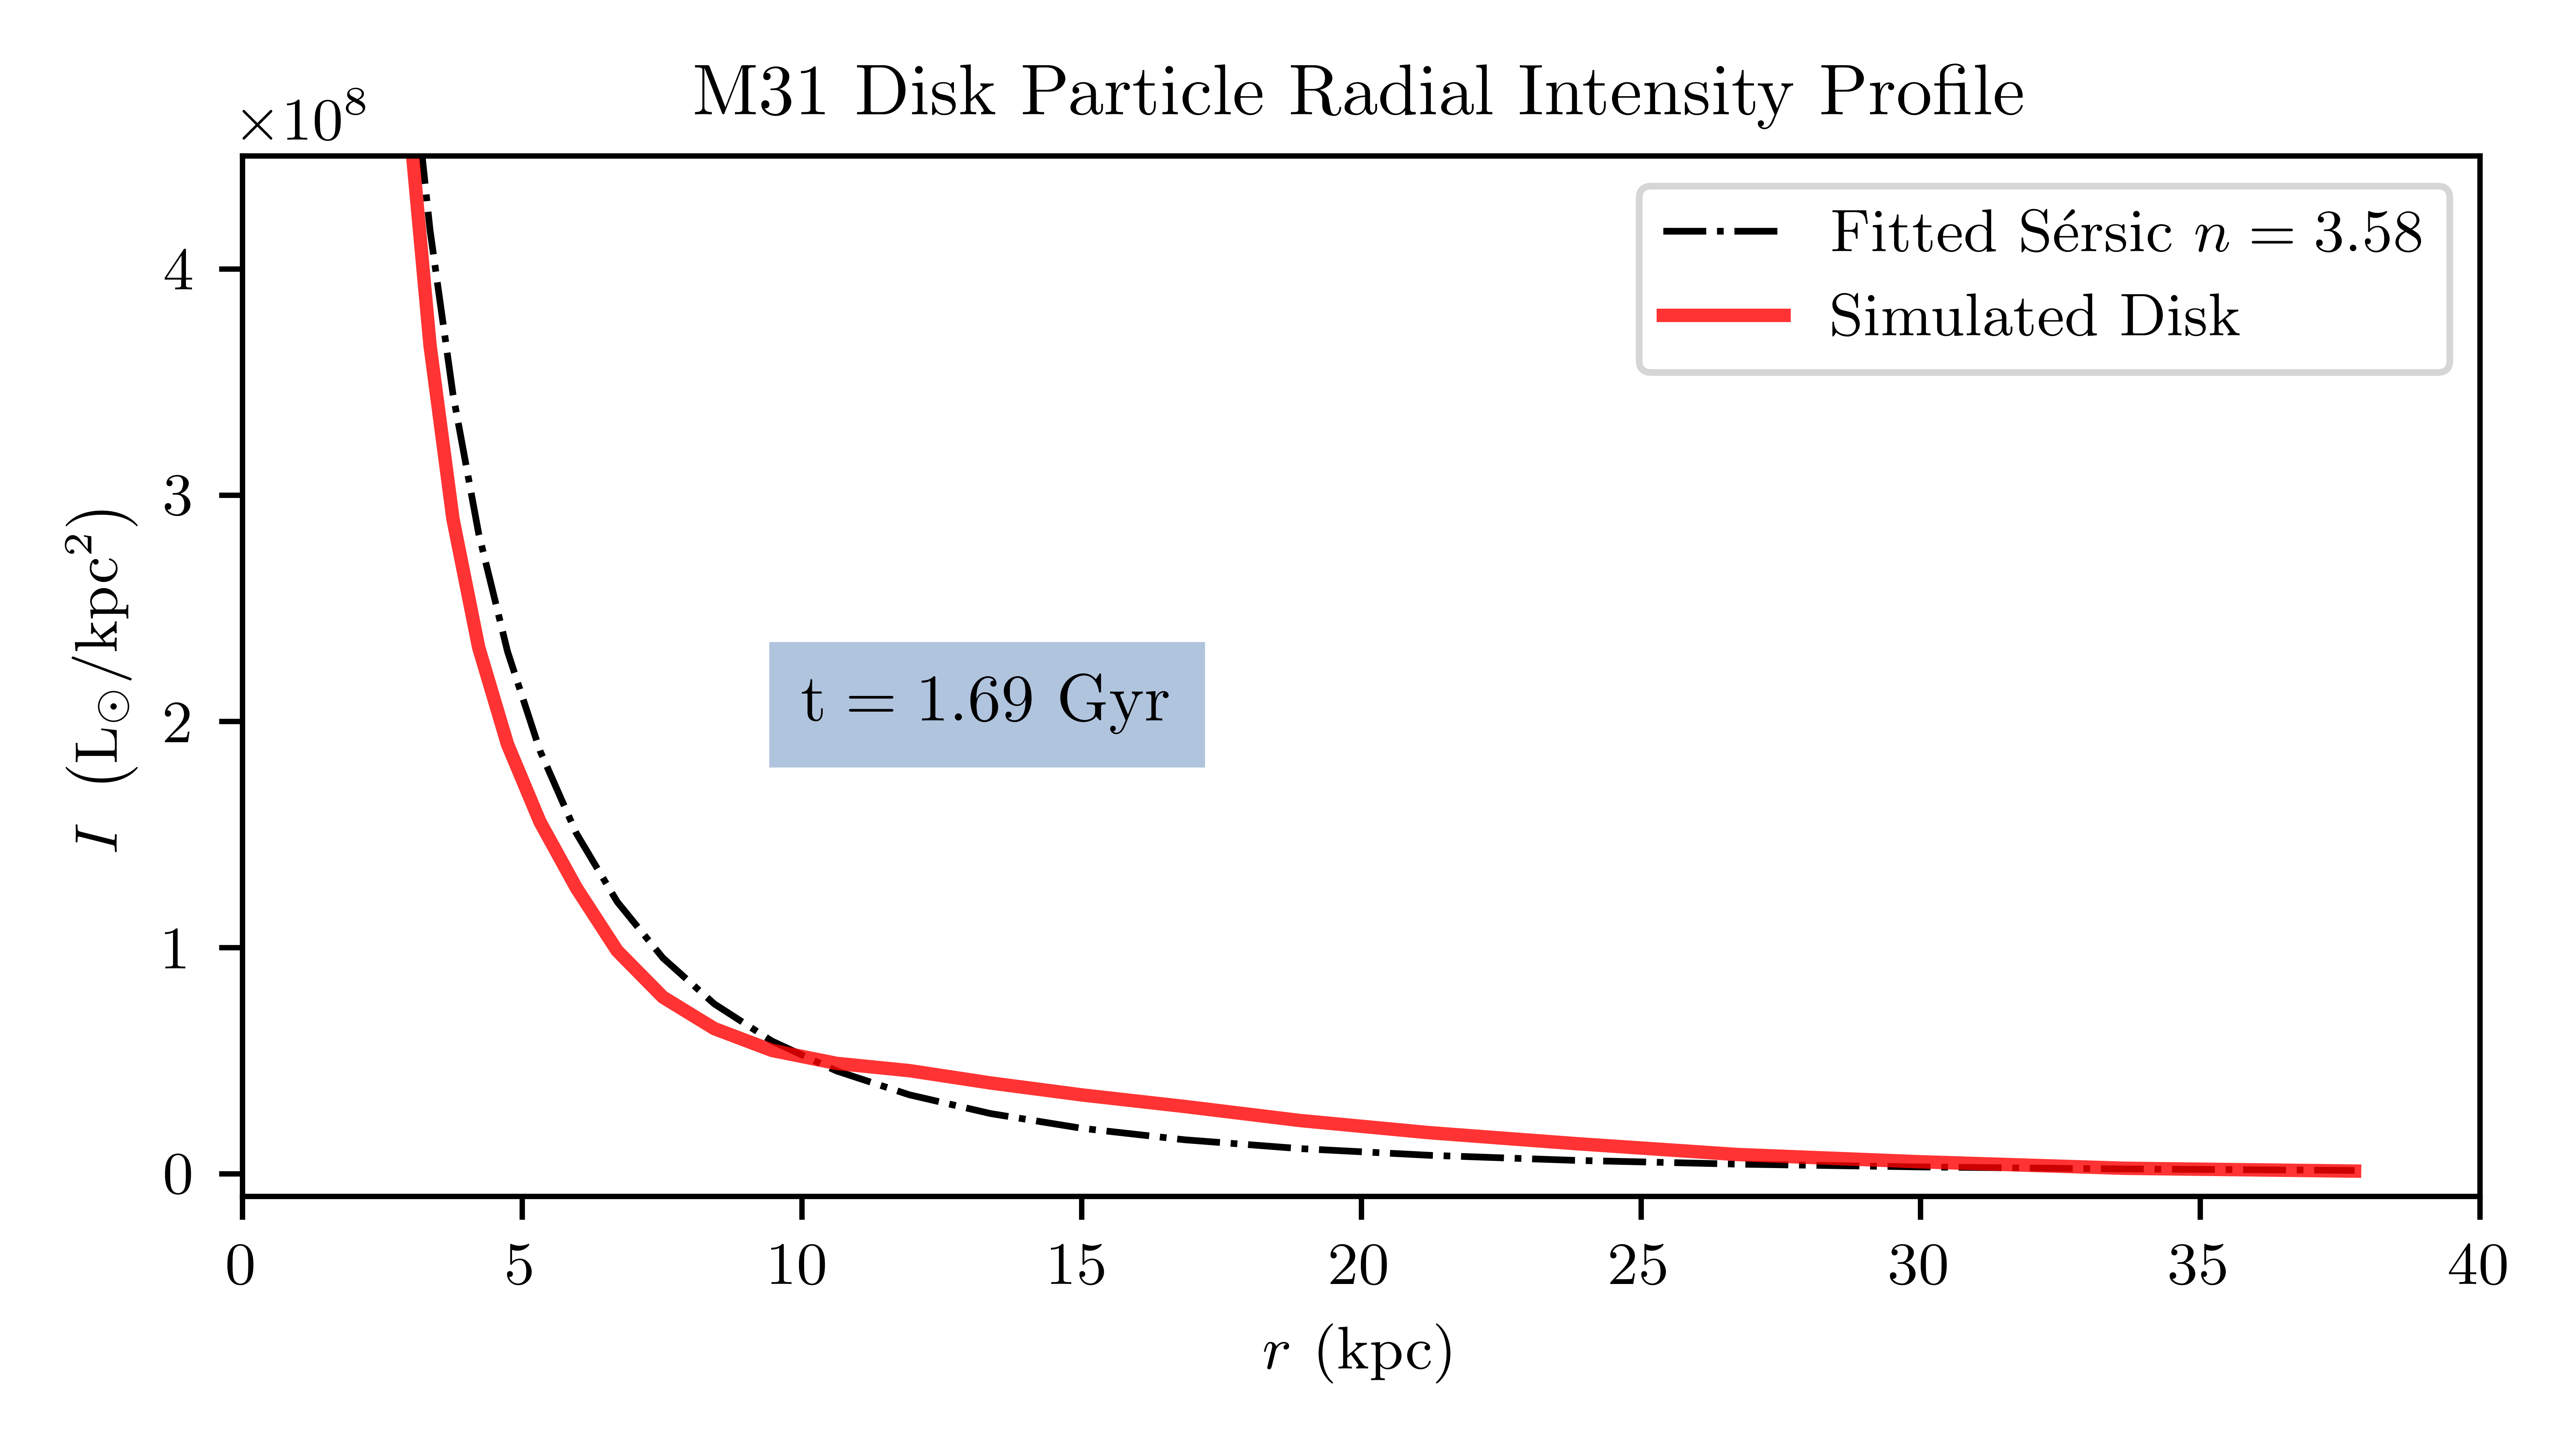 M31 Disk Particle Radial Intensity Profile
×10⁸
Fitted Sérsic n = 3.58
Simulated Disk
4
3
2
1
0
I (L☉/kpc²)
t = 1.69 Gyr
0 5 10 15 20 25 30 35 40
r (kpc)